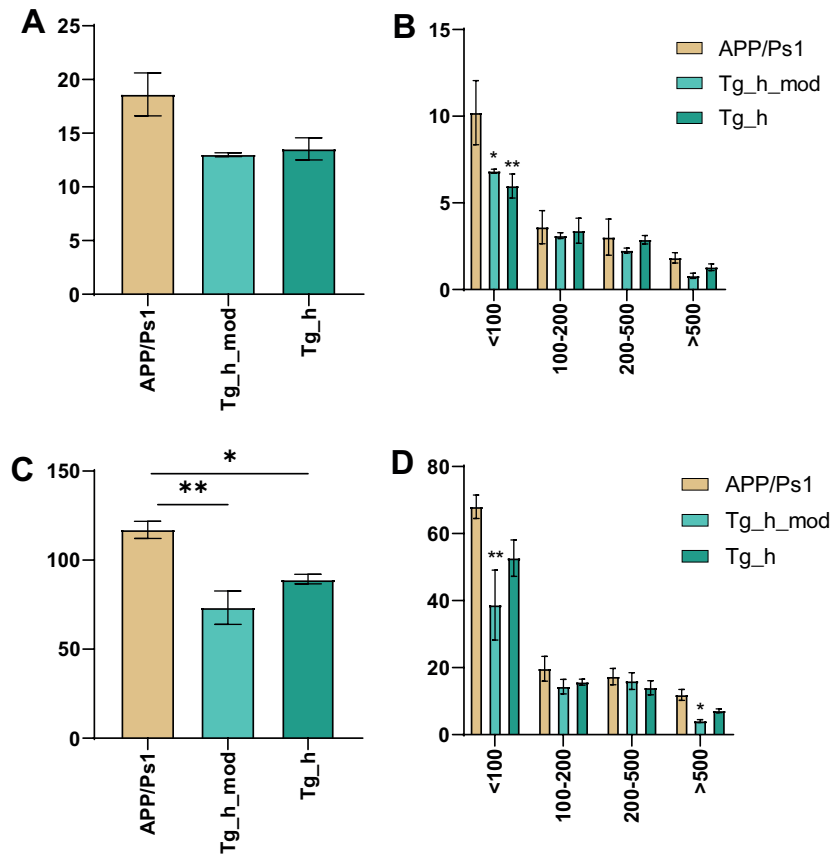 A
25
20
15
10
5
0
APP/Ps1
Tg_h_mod
Tg_h
B
15
10
5
0
* **
<100
100-200
200-500
>500
APP/Ps1
Tg_h_mod
Tg_h
C
150
100
50
0
*
**
APP/Ps1
Tg_h_mod
Tg_h
D
80
60
40
20
0
**
*
<100
100-200
200-500
>500
APP/Ps1
Tg_h_mod
Tg_h